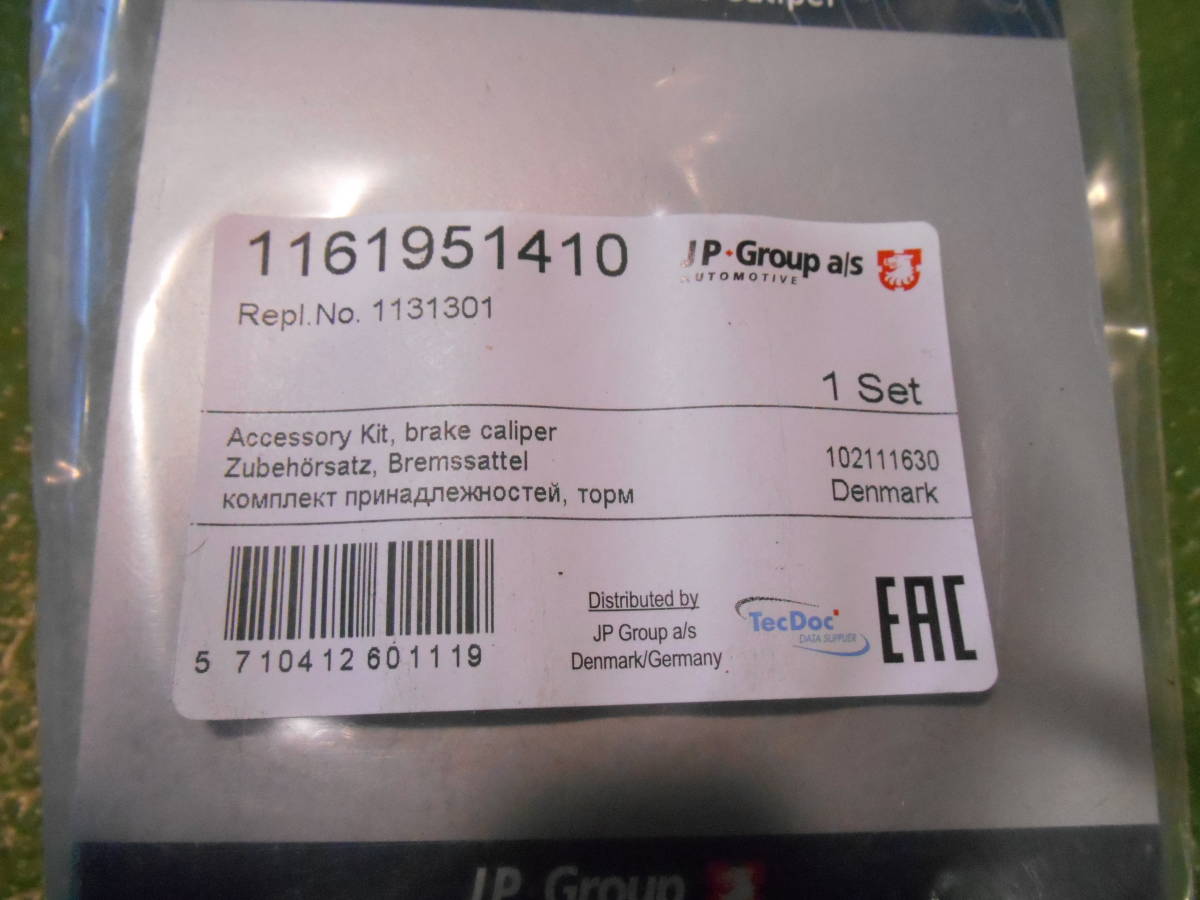 Caliper
1161951410
JP Group a/s
AUTOMOTIVE
Repl.No. 1131301
1 Set
Accessory Kit, brake caliper
Zubehörsatz, Bremssattel
комплект принадлежностей, торм
102111630
Denmark
5 710412 601119
Distributed by
JP Group a/s
Denmark/Germany
TecDoc
DATA SUPPLIER
EAC
JP Group